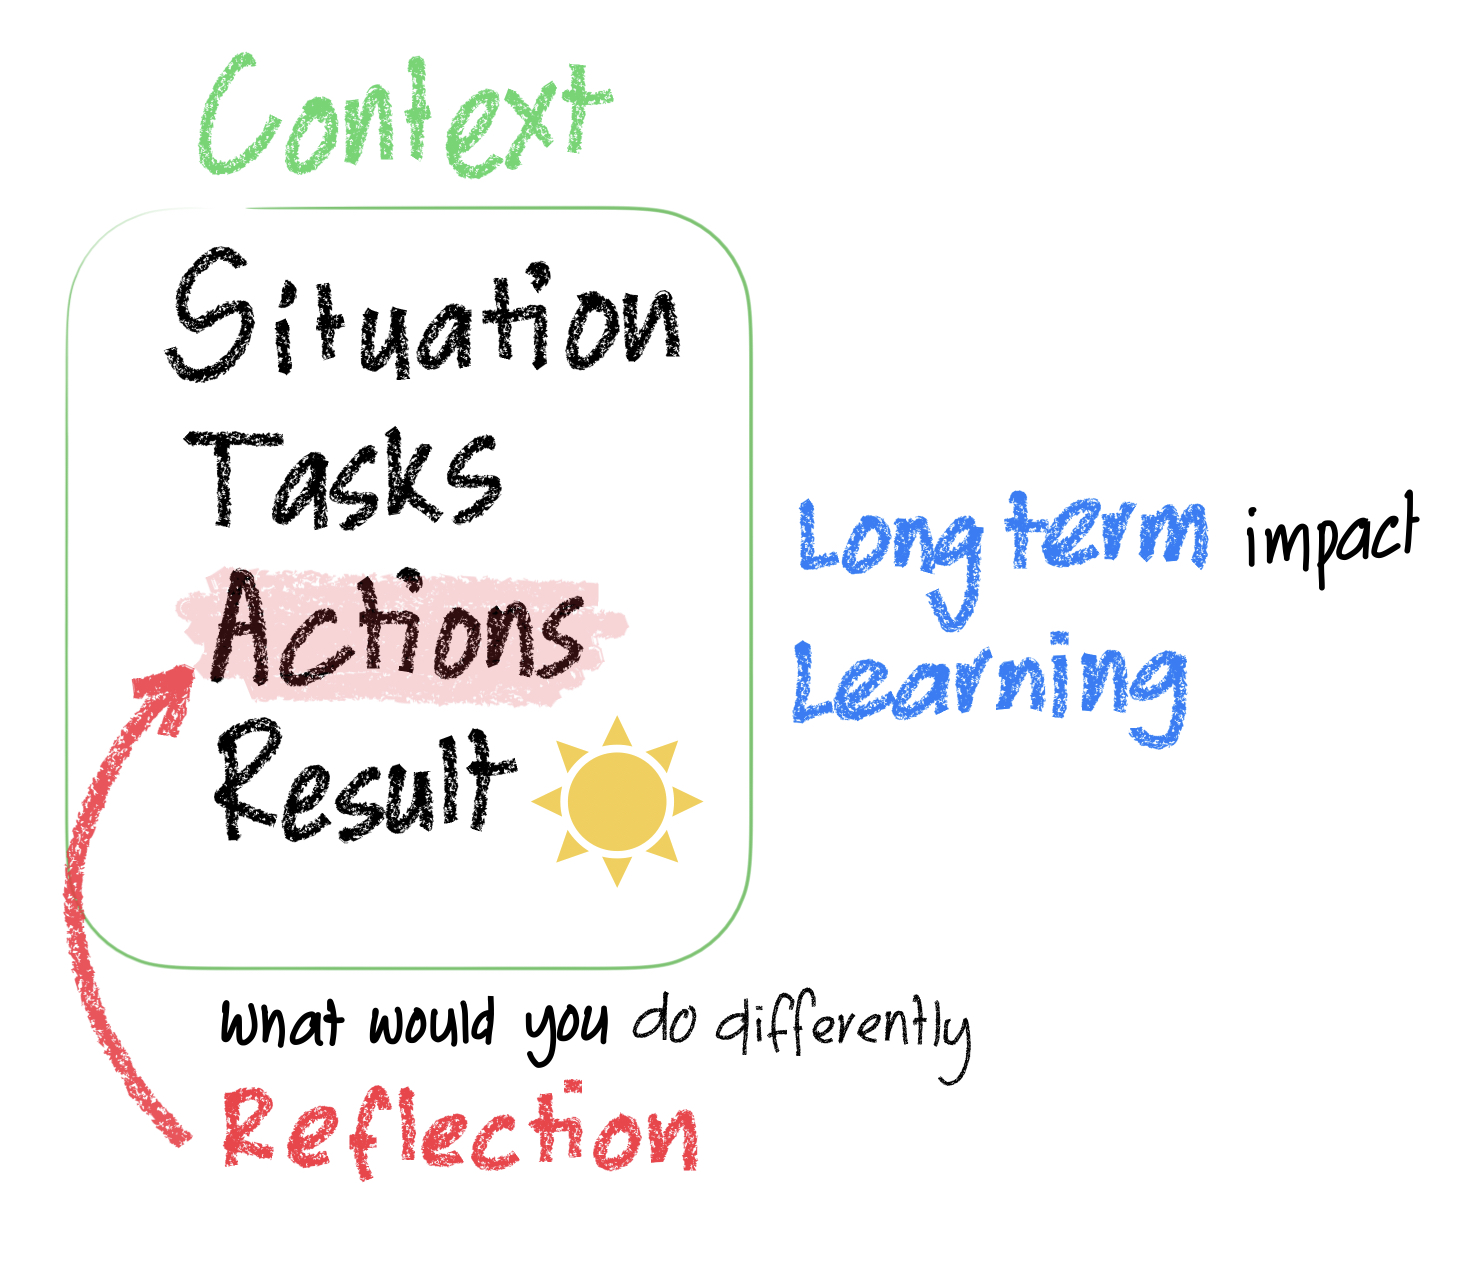 Context
Situation
Tasks
Actions
Result
Long term impact
Learning
what would you do differently
Reflection